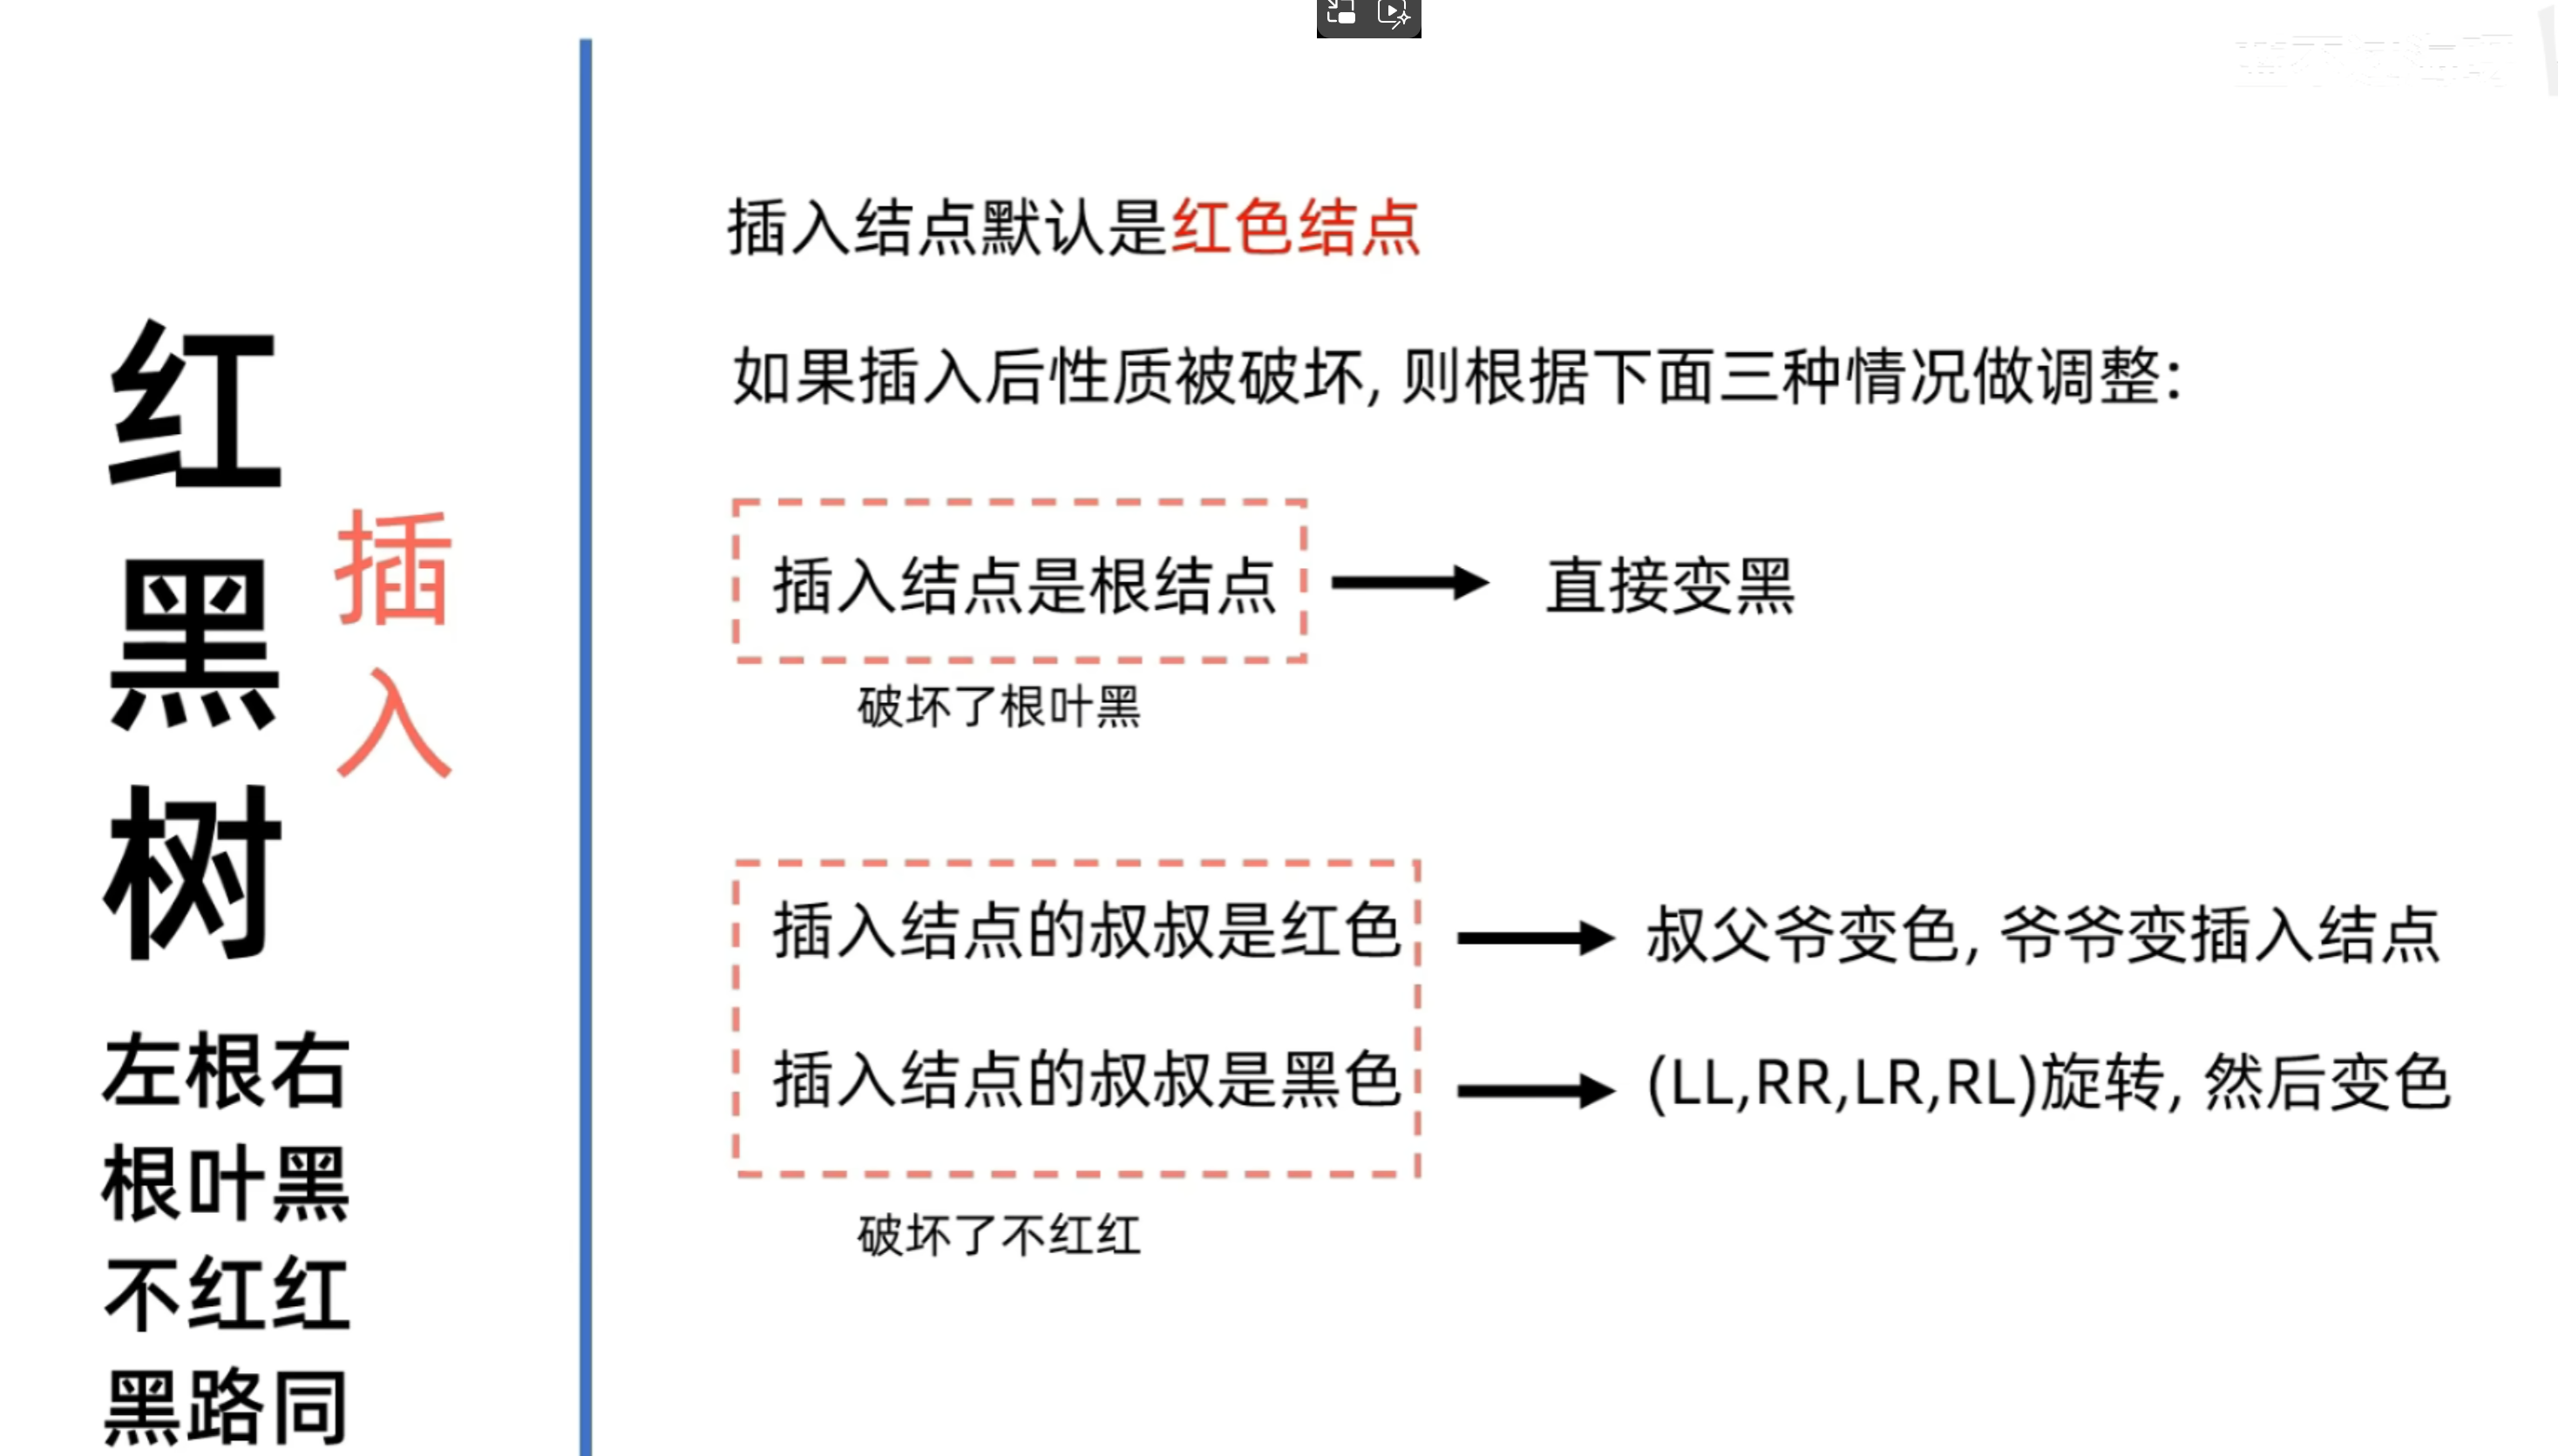 红黑树
插入
左根右
根叶黑
不红红
黑路同
插入结点默认是红色结点
如果插入后性质被破坏, 则根据下面三种情况做调整:
插入结点是根结点
直接变黑
破坏了根叶黑
插入结点的叔叔是红色
叔父爷变色, 爷爷变插入结点
插入结点的叔叔是黑色
(LL,RR,LR,RL)旋转, 然后变色
破坏了不红红